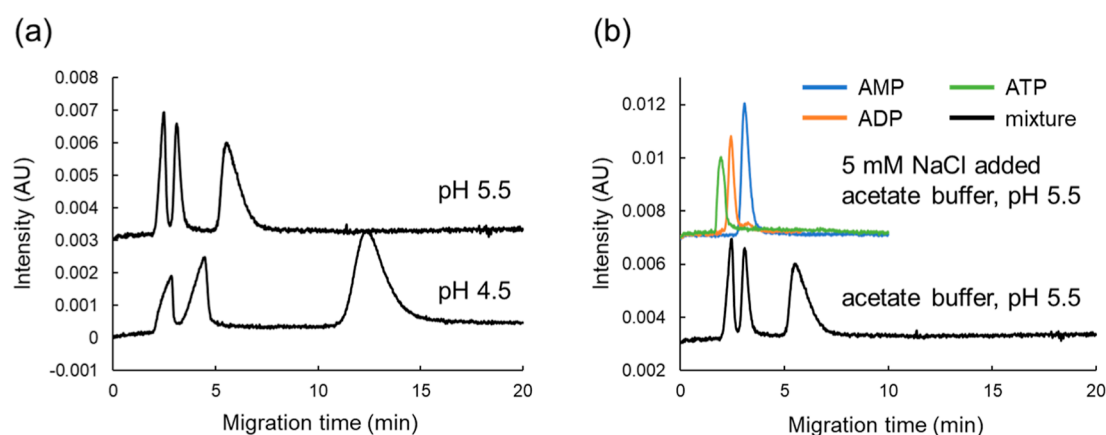 (a)
0.008
0.007
0.006
0.005
0.004
0.003
0.002
0.001
0
-0.001
Intensity (AU)
pH 5.5
pH 4.5
0 5 10 15 20
Migration time (min)
(b)
0.012
0.01
0.008
0.006
0.004
0.002
Intensity (AU)
AMP ATP
ADP mixture
5 mM NaCl added
acetate buffer, pH 5.5
acetate buffer, pH 5.5
0 5 10 15 20
Migration time (min)